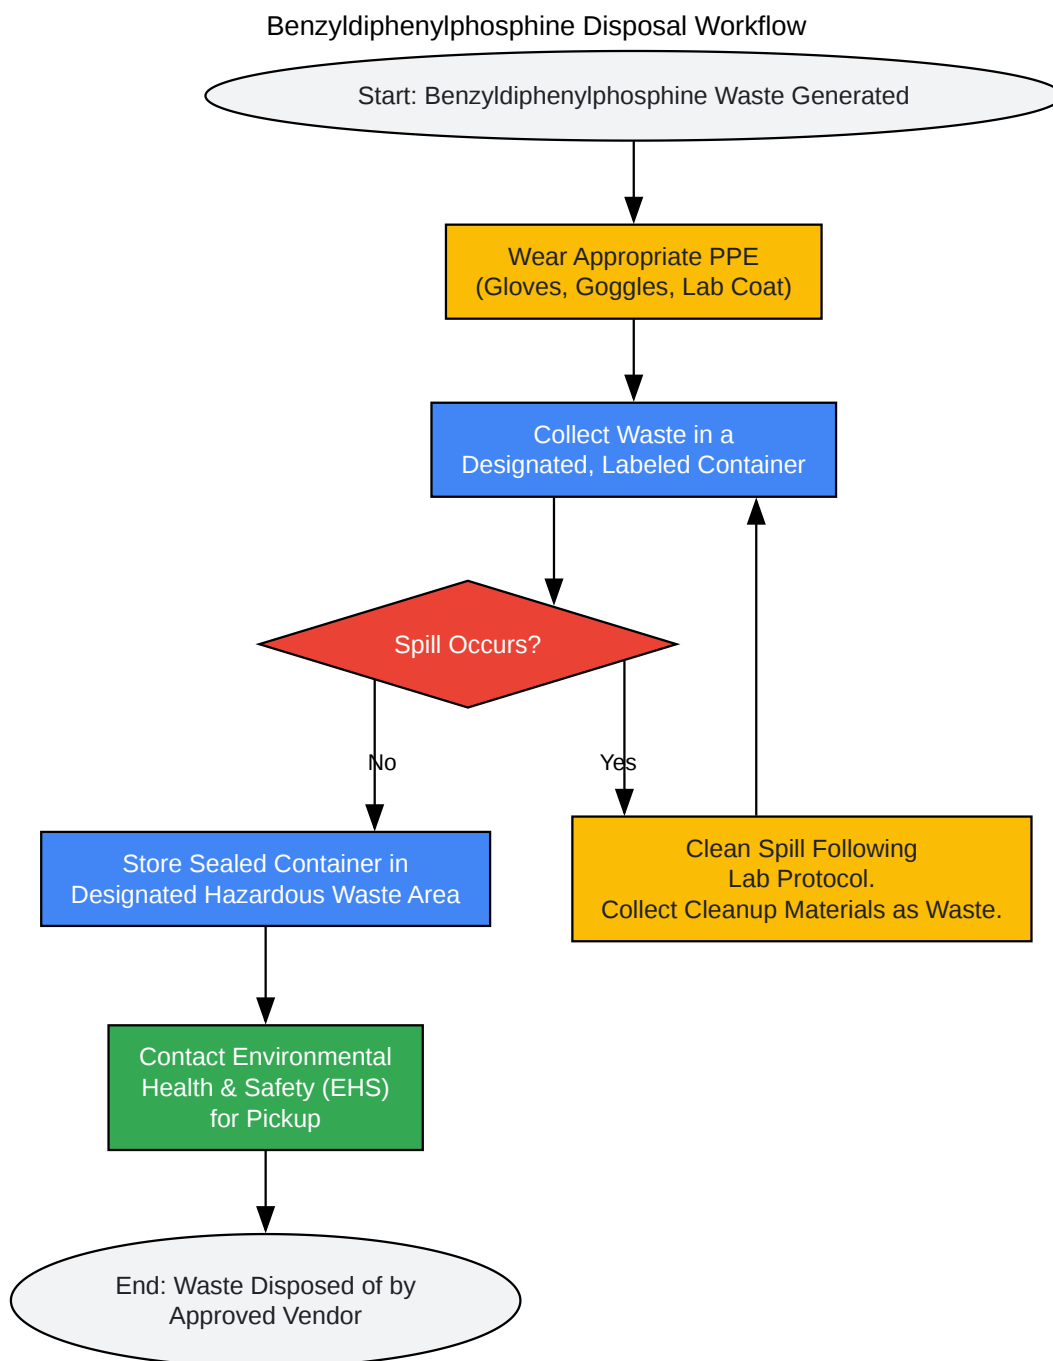 Benzyldiphenylphosphine Disposal Workflow
Start: Benzyldiphenylphosphine Waste Generated
Wear Appropriate PPE
(Gloves, Goggles, Lab Coat)
Collect Waste in a
Designated, Labeled Container
Spill Occurs?
No
Yes
Store Sealed Container in
Designated Hazardous Waste Area
Clean Spill Following
Lab Protocol.
Collect Cleanup Materials as Waste.
Contact Environmental
Health & Safety (EHS)
for Pickup
End: Waste Disposed of by
Approved Vendor